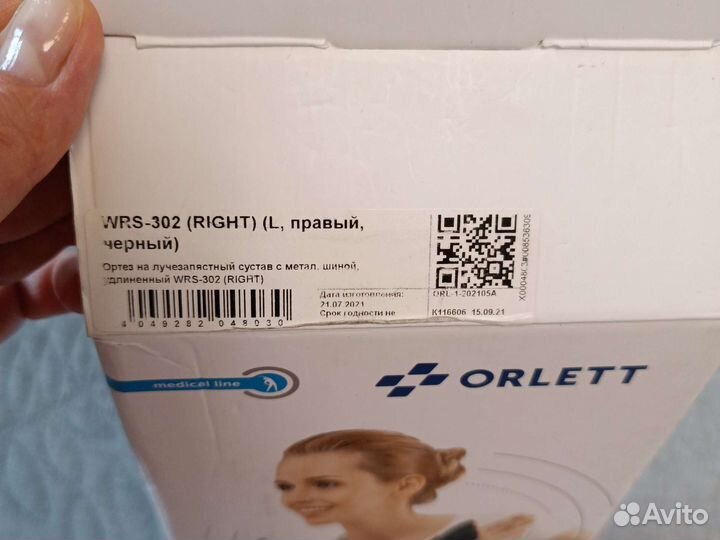 WRS-302 (RIGHT) (L, правый,
черный)
Ортез на лучезапястный сустав с метал. шиной,
удлиненный WRS-302 (RIGHT)
4 049282 048030
Дата изготовления:
21.07.2021
Срок годности не
ORL-1-202105A
K116606 15.09.21
medical line
ORLETT
Avito